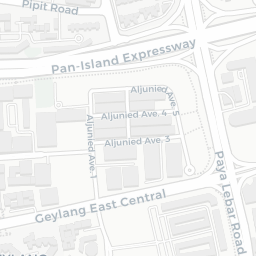 Pipit Road
Pan-Island Expressway
Aljunied Ave. 5
Aljunied Ave. 4
Aljunied Ave. 3
Aljunied Ave. 1
Paya Lebar Road
Geylang East Central